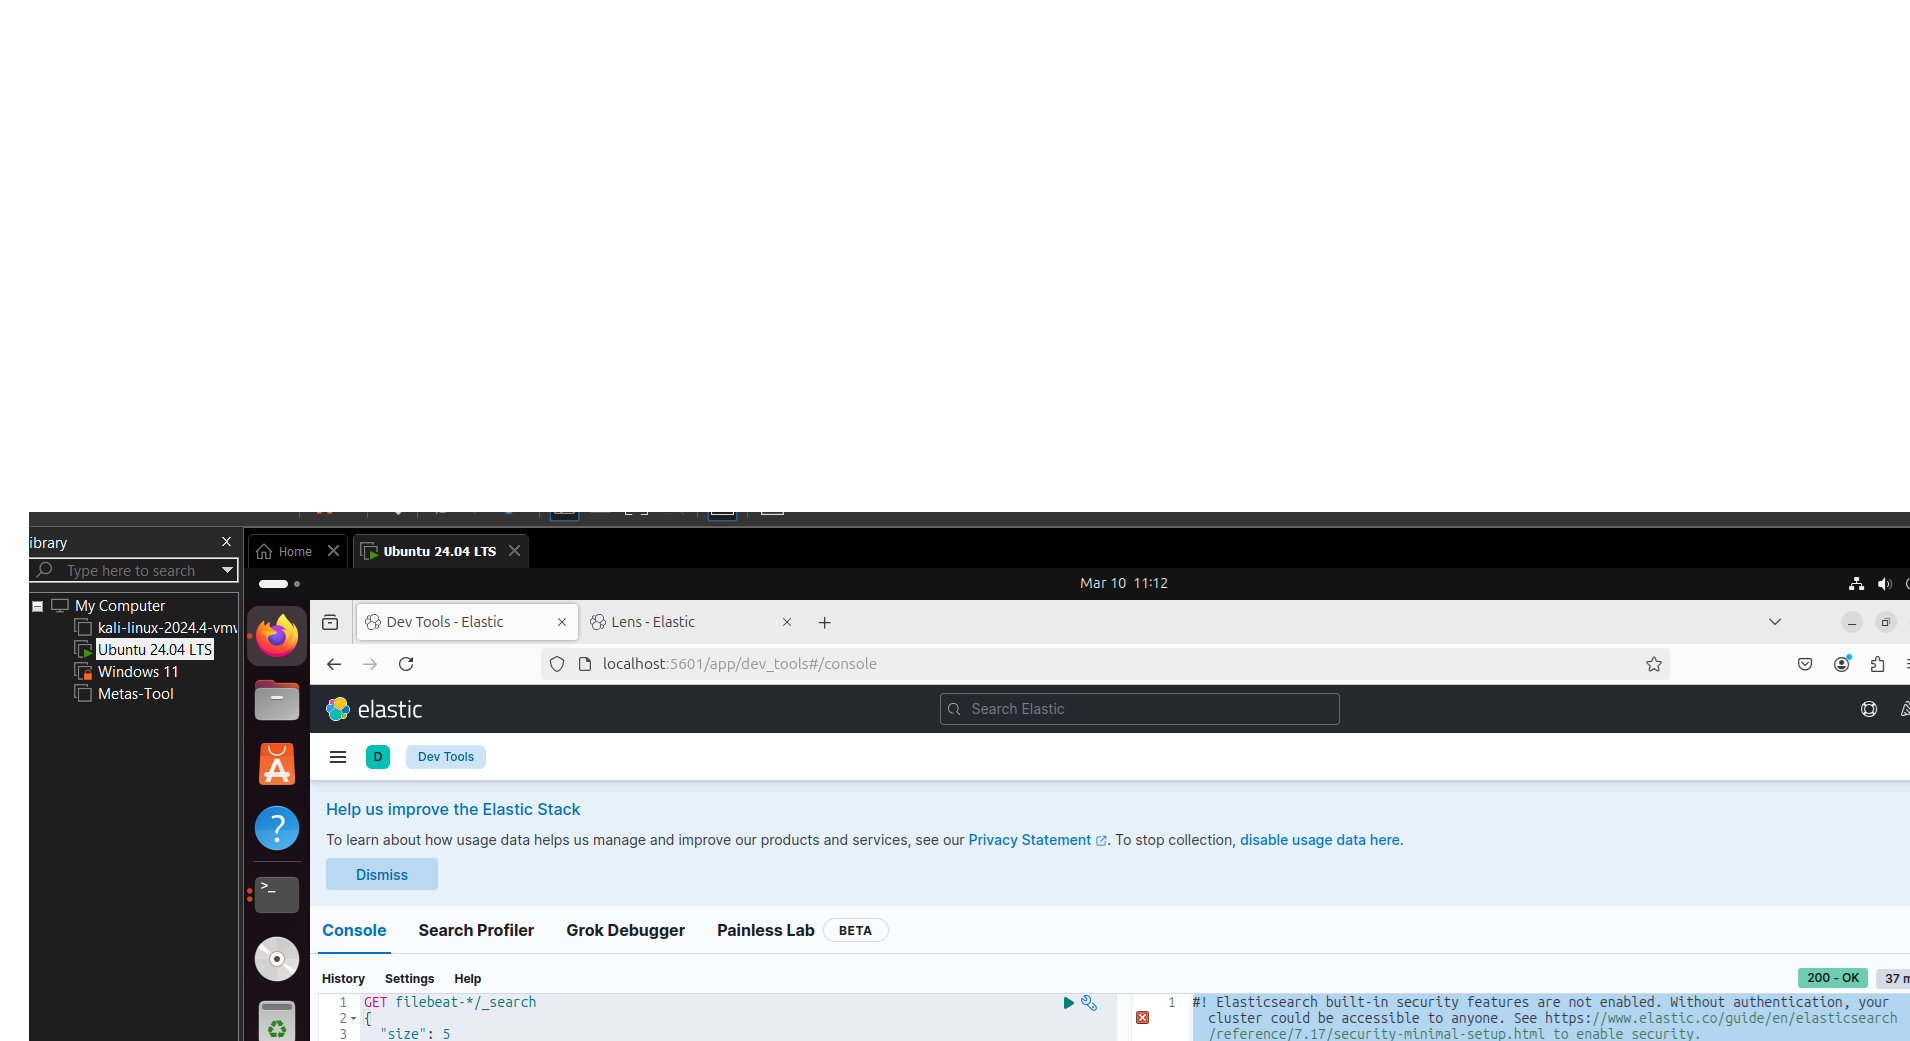 ibrary
Type here to search
My Computer
kali-linux-2024.4-vmw
Ubuntu 24.04 LTS
Windows 11
Metas-Tool
Home
Ubuntu 24.04 LTS
Mar 10 11:12
Dev Tools - Elastic
Lens - Elastic
localhost:5601/app/dev_tools#/console
elastic
Search Elastic
D
Dev Tools
Help us improve the Elastic Stack
To learn about how usage data helps us manage and improve our products and services, see our Privacy Statement. To stop collection, disable usage data here.
Dismiss
Console
Search Profiler
Grok Debugger
Painless Lab
BETA
History
Settings
Help
200 - OK
37 m
1 GET filebeat-*/_search
2 {
3 "size": 5
1 #! Elasticsearch built-in security features are not enabled. Without authentication, your
cluster could be accessible to anyone. See https://www.elastic.co/guide/en/elasticsearch
/reference/7.17/security-minimal-setup.html to enable security.